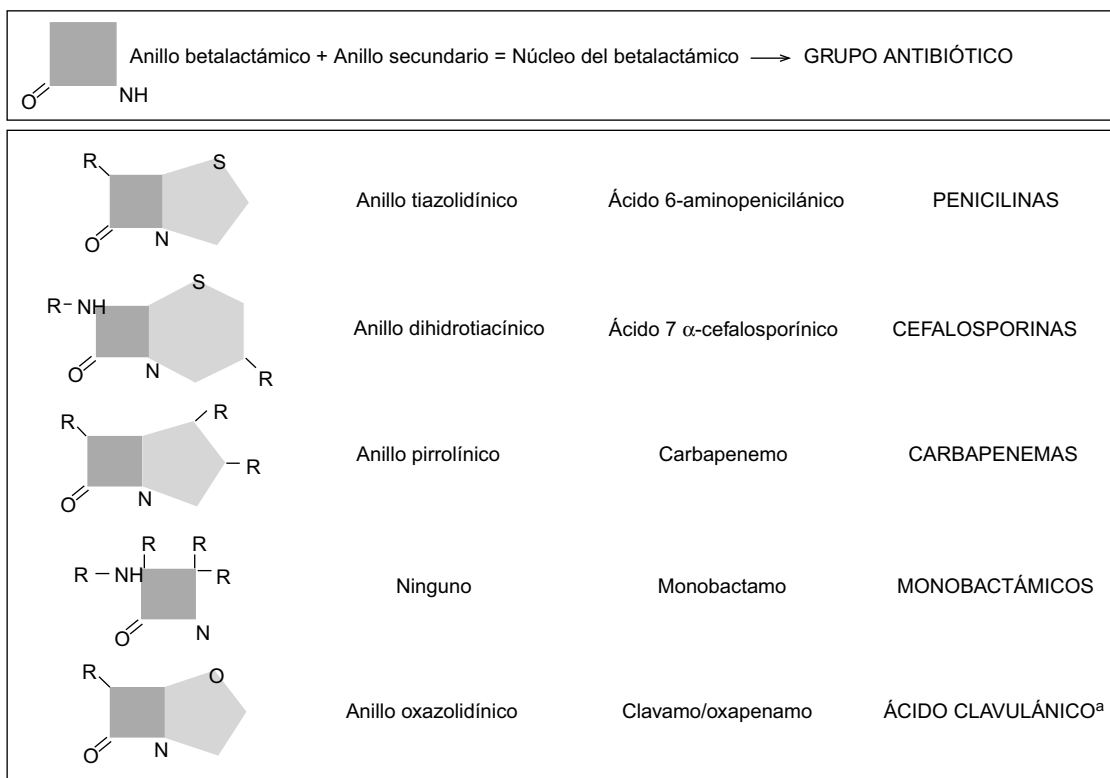 Anillo betalactámico + Anillo secundario = Núcleo del betalactámico → GRUPO ANTIBIÓTICO
O
NH
R
S
Anillo tiazolidínico Ácido 6-aminopenicilánico PENICILINAS
O
N
S
R – NH
Anillo dihidrotiacínico Ácido 7 α-cefalosporínico CEFALOSPORINAS
O
N
R
R
R
Anillo pirrolínico Carbapenemo CARBAPENEMAS
R
O
N
R R
R – NH R
Ninguno Monobactamo MONOBACTÁMICOS
O
N
R
O
Anillo oxazolidínico Clavamo/oxapenamo ÁCIDO CLAVULÁNICOª
O
N